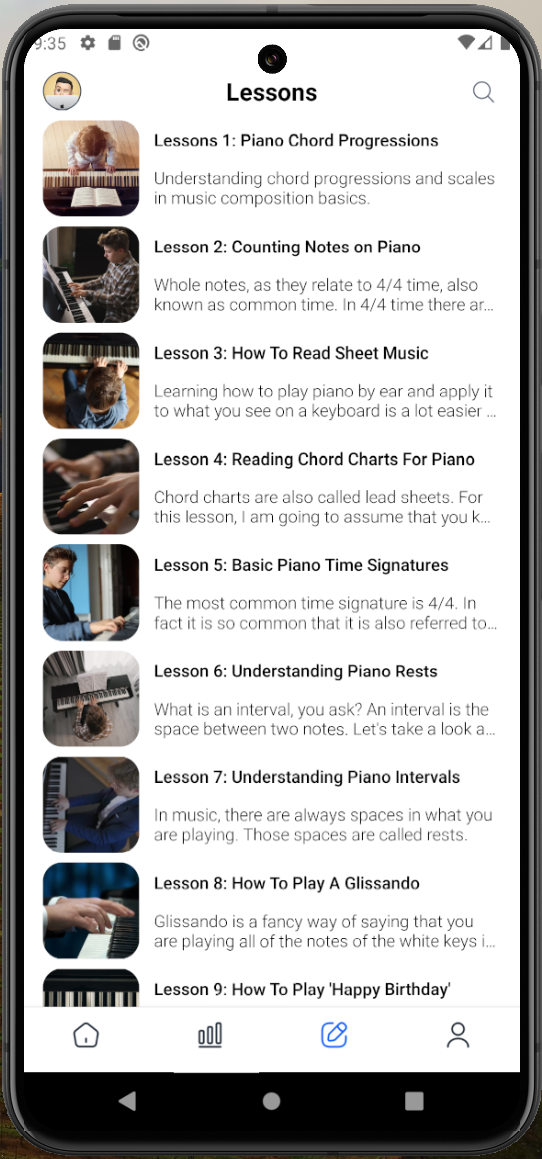 9:35
Lessons
Lessons 1: Piano Chord Progressions
Understanding chord progressions and scales
in music composition basics.
Lesson 2: Counting Notes on Piano
Whole notes, as they relate to 4/4 time, also
known as common time. In 4/4 time there ar...
Lesson 3: How To Read Sheet Music
Learning how to play piano by ear and apply it
to what you see on a keyboard is a lot easier ...
Lesson 4: Reading Chord Charts For Piano
Chord charts are also called lead sheets. For
this lesson, I am going to assume that you k...
Lesson 5: Basic Piano Time Signatures
The most common time signature is 4/4. In
fact it is so common that it is also referred to...
Lesson 6: Understanding Piano Rests
What is an interval, you ask? An interval is the
space between two notes. Let's take a look a...
Lesson 7: Understanding Piano Intervals
In music, there are always spaces in what you
are playing. Those spaces are called rests.
Lesson 8: How To Play A Glissando
Glissando is a fancy way of saying that you
are playing all of the notes of the white keys i...
Lesson 9: How To Play 'Happy Birthday'